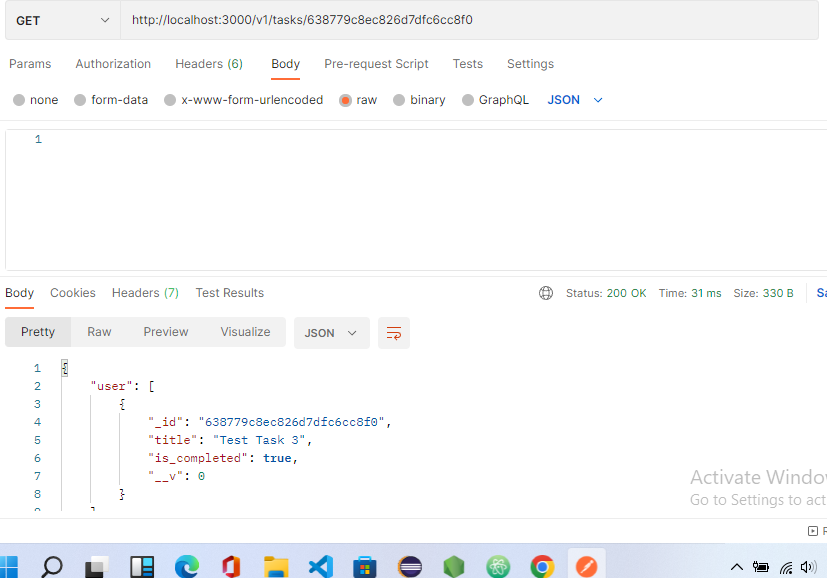 GET http://localhost:3000/v1/tasks/638779c8ec826d7dfc6cc8f0
Params Authorization Headers (6) Body Pre-request Script Tests Settings
none form-data x-www-form-urlencoded raw binary GraphQL JSON
1
Body Cookies Headers (7) Test Results Status: 200 OK Time: 31 ms Size: 330 B Sa
Pretty Raw Preview Visualize JSON
1 {
2 "user": [
3 {
4 "_id": "638779c8ec826d7dfc6cc8f0",
5 "title": "Test Task 3",
6 "is_completed": true,
7 "__v": 0
8 }
9 ]
Activate Windo
Go to Settings to act